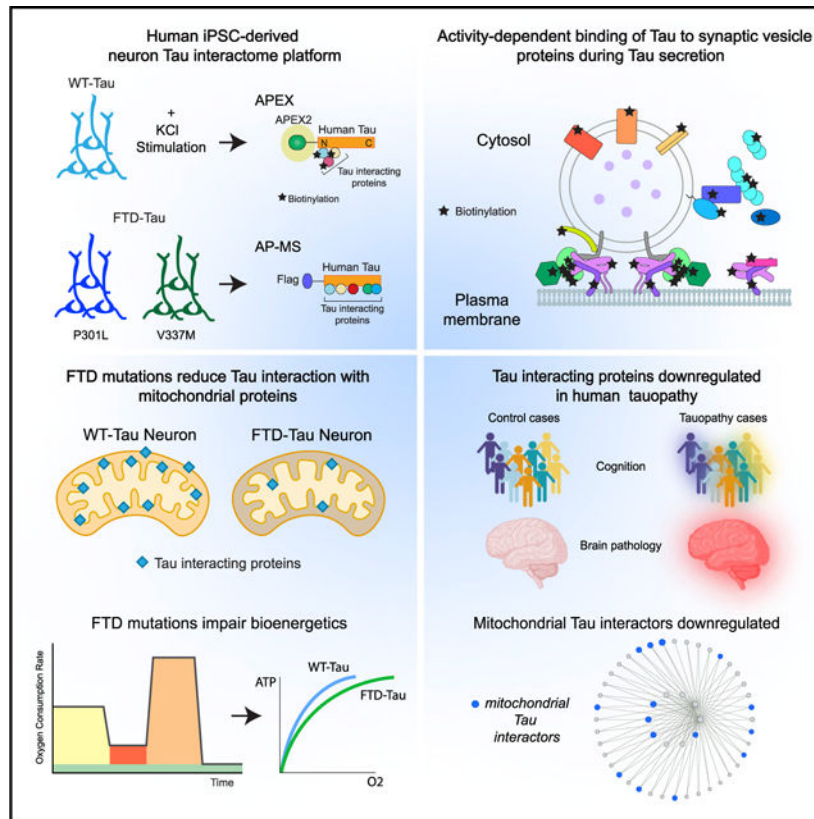 Human iPSC-derived
neuron Tau interactome platform
WT-Tau
+
KCl
Stimulation
APEX
APEX2
Human Tau
N
C
Tau interacting
proteins
Biotinylation
FTD-Tau
AP-MS
Flag
Human Tau
Tau interacting
proteins
P301L
V337M
Activity-dependent binding of Tau to synaptic vesicle
proteins during Tau secretion
Cytosol
Biotinylation
Plasma
membrane
FTD mutations reduce Tau interaction with
mitochondrial proteins
WT-Tau Neuron
FTD-Tau Neuron
Tau interacting proteins
FTD mutations impair bioenergetics
Oxygen Consumption Rate
Time
ATP
WT-Tau
FTD-Tau
O2
Tau interacting proteins downregulated
in human tauopathy
Control cases
Tauopathy cases
Cognition
Brain pathology
Mitochondrial Tau interactors downregulated
mitochondrial
Tau
interactors